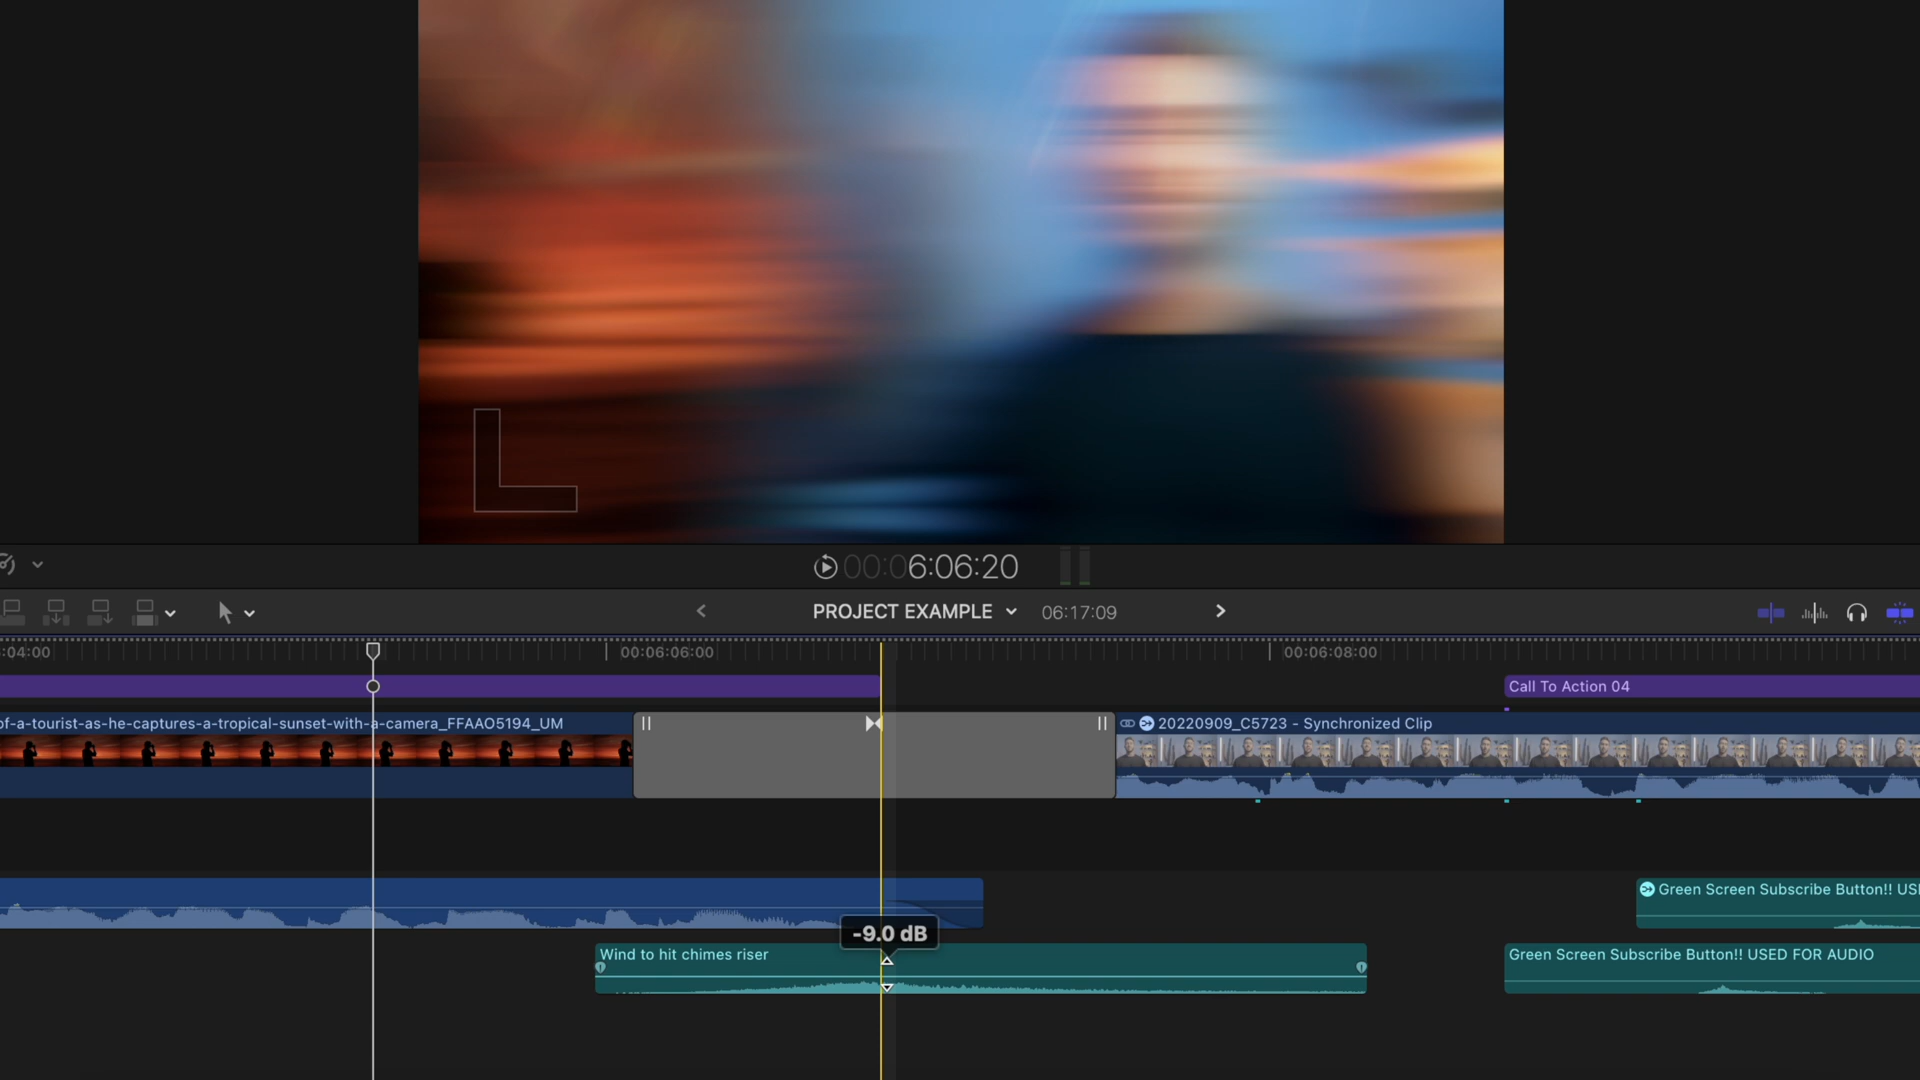 00:06:06:20
PROJECT EXAMPLE
06:17:09
:04:00
00:06:06:00
00:06:08:00
Call To Action 04
of-a-tourist-as-he-captures-a-tropical-sunset-with-a-camera_FFAAO5194_UM
20220909_C5723 - Synchronized Clip
Green Screen Subscribe Button!! USE
-9.0 dB
Wind to hit chimes riser
Green Screen Subscribe Button!! USED FOR AUDIO